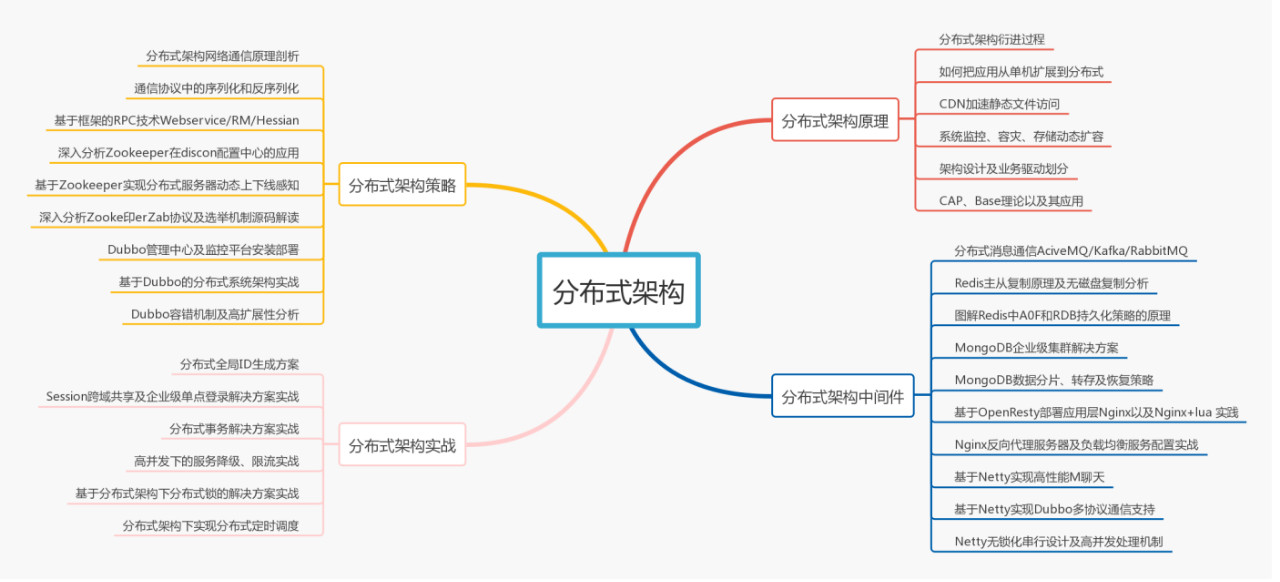 分布式架构
分布式架构原理
分布式架构衍进过程
如何把应用从单机扩展到分布式
CDN加速静态文件访问
系统监控、容灾、存储动态扩容
架构设计及业务驱动划分
CAP、Base理论以及其应用
分布式架构中间件
分布式消息通信AciveMQ/Kafka/RabbitMQ
Redis主从复制原理及无磁盘复制分析
图解Redis中A0F和RDB持久化策略的原理
MongoDB企业级集群解决方案
MongoDB数据分片、转存及恢复策略
基于OpenResty部署应用层Nginx以及Nginx+lua 实践
Nginx反向代理服务器及负载均衡服务配置实战
基于Netty实现高性能M聊天
基于Netty实现Dubbo多协议通信支持
Netty无锁化串行设计及高并发处理机制
分布式架构策略
分布式架构网络通信原理剖析
通信协议中的序列化和反序列化
基于框架的RPC技术Webservice/RM/Hessian
深入分析Zookeeper在discon配置中心的应用
基于Zookeeper实现分布式服务器动态上下线感知
深入分析Zooke印erZab协议及选举机制源码解读
Dubbo管理中心及监控平台安装部署
基于Dubbo的分布式系统架构实战
Dubbo容错机制及高扩展性分析
分布式架构实战
分布式全局ID生成方案
Session跨域共享及企业级单点登录解决方案实战
分布式事务解决方案实战
高并发下的服务降级、限流实战
基于分布式架构下分布式锁的解决方案实战
分布式架构下实现分布式定时调度